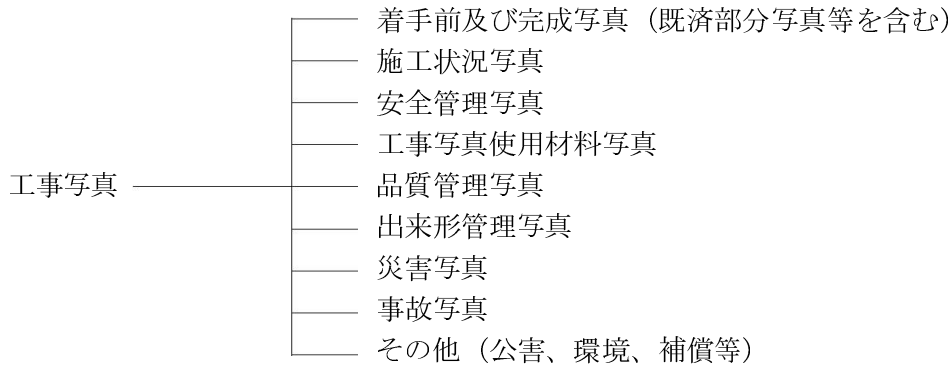 工事写真
着手前及び完成写真（既済部分写真等を含む）
施工状況写真
安全管理写真
工事写真使用材料写真
品質管理写真
出来形管理写真
災害写真
事故写真
その他（公害、環境、補償等）